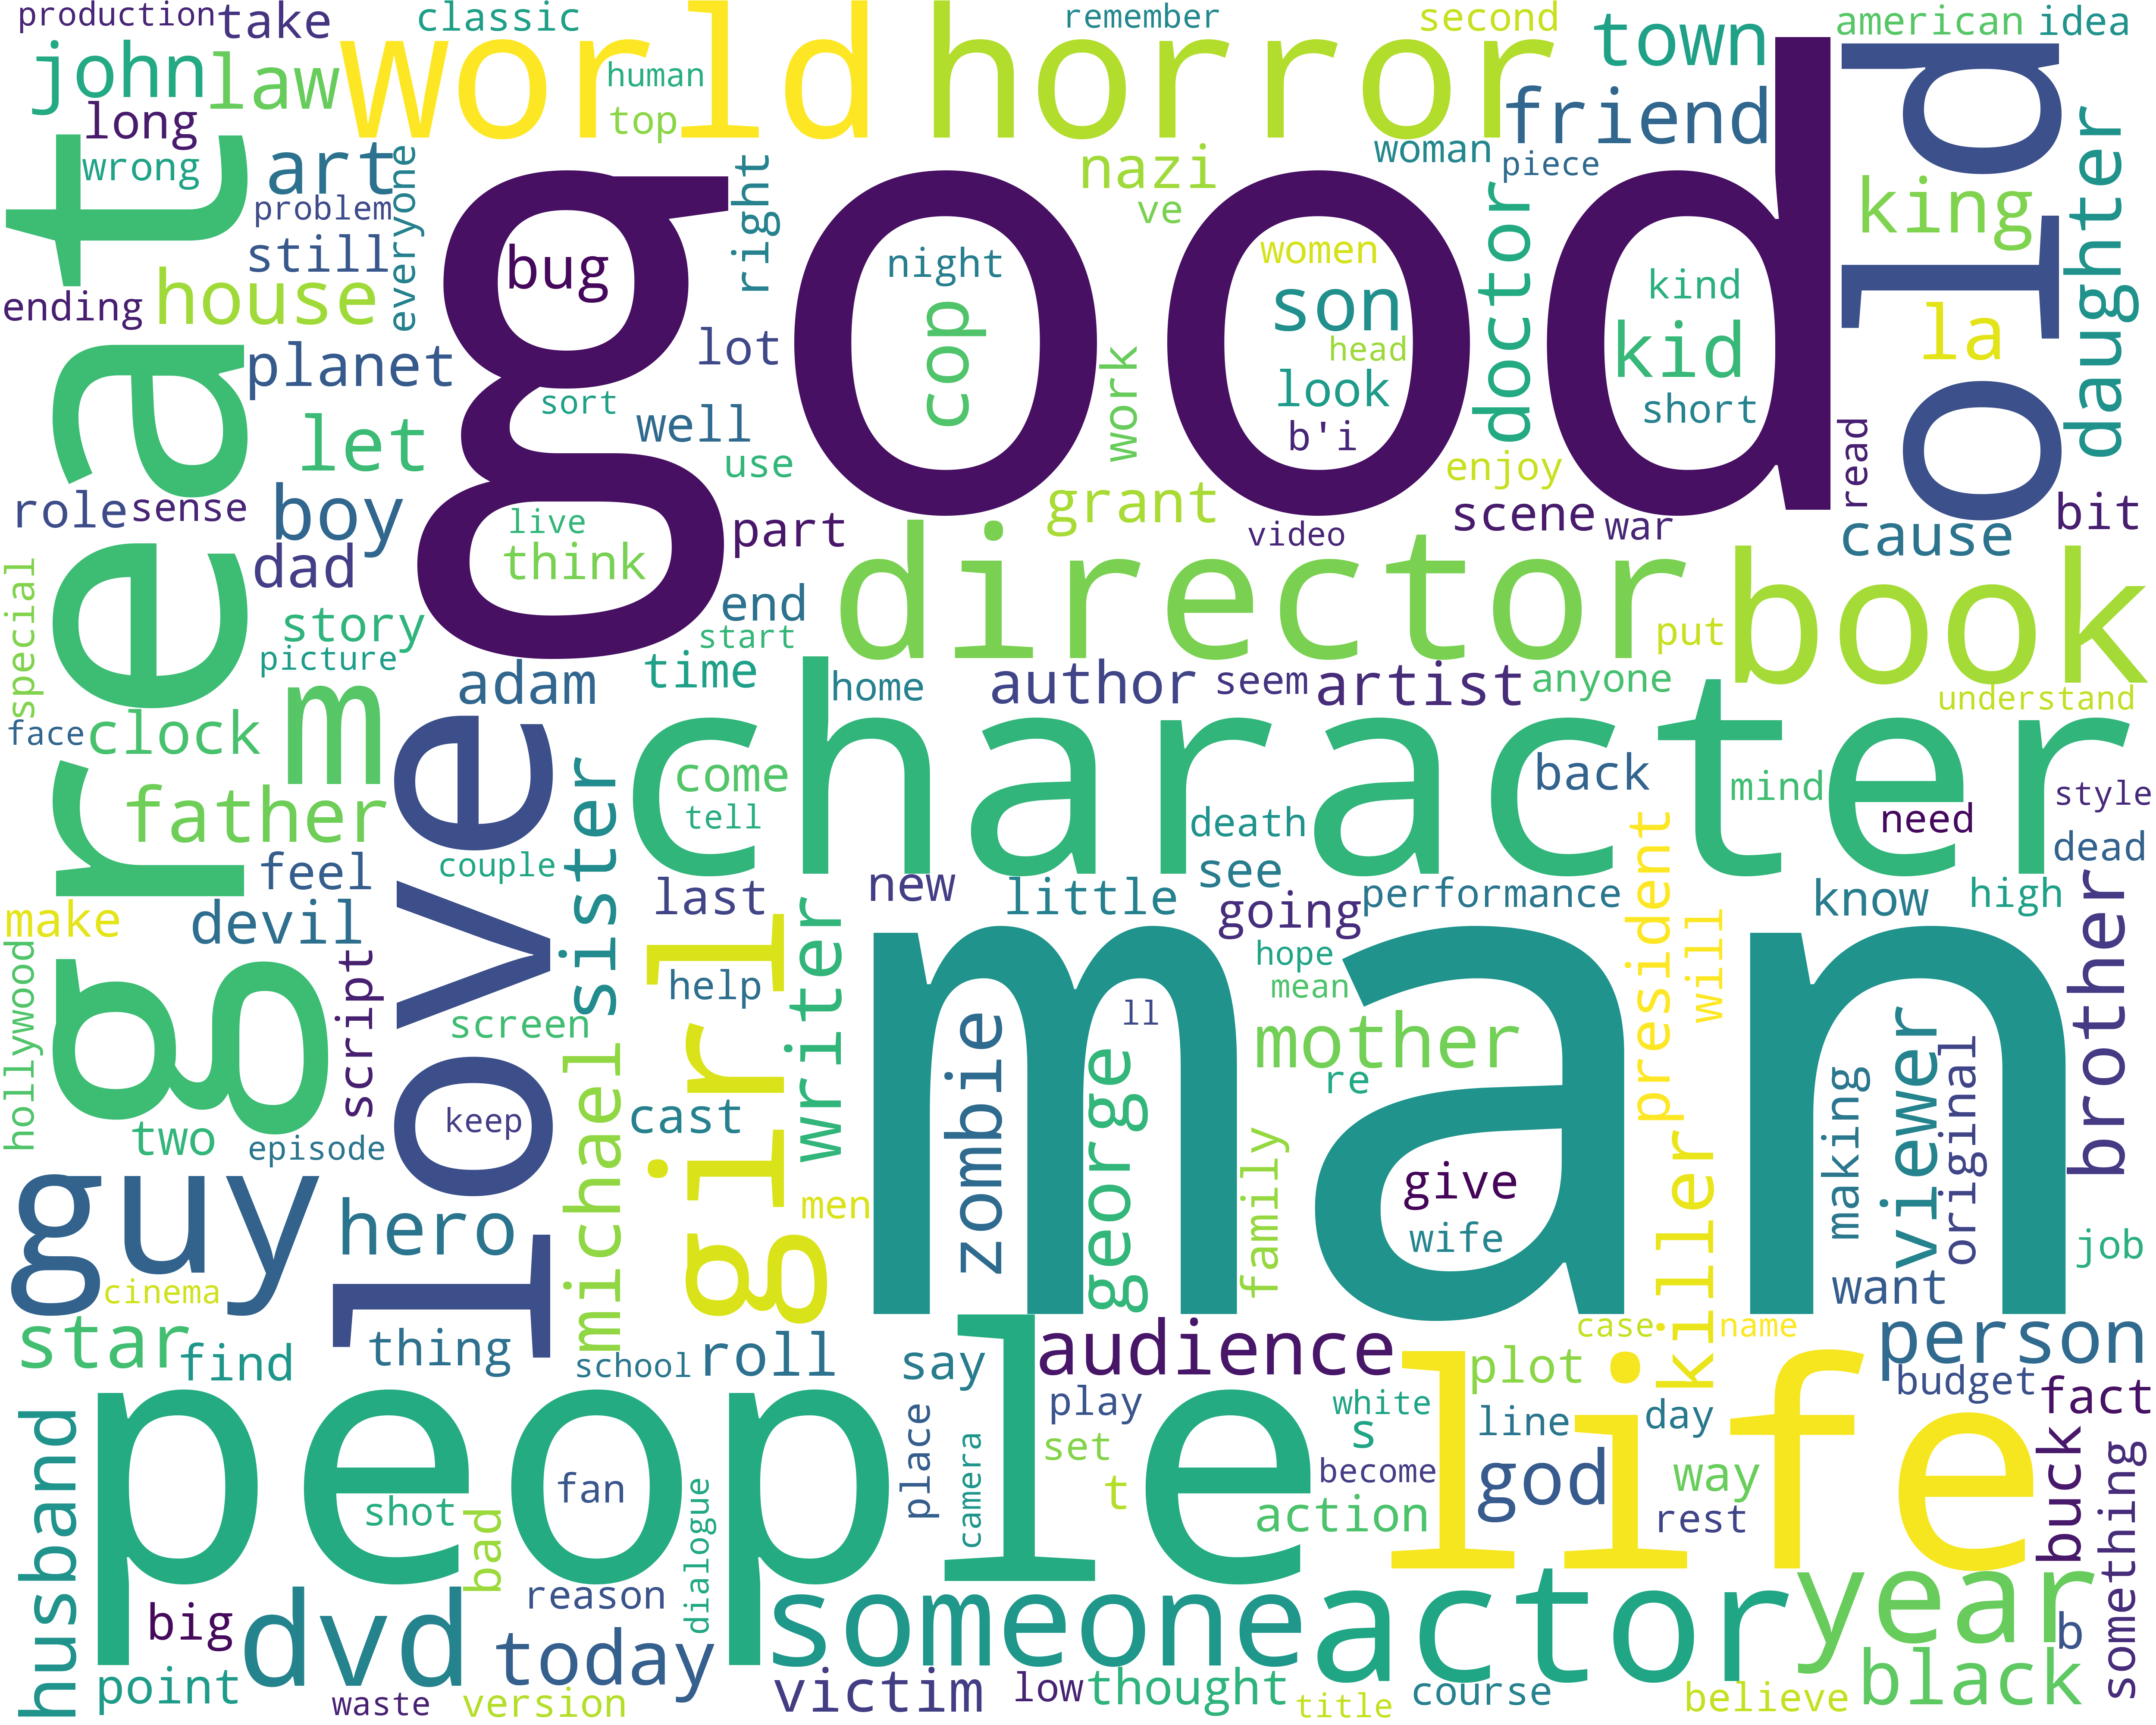 production take classic remember second american idea
john law world human top horror town friend
long wrong art everyone right nazi ve woman piece king daughter
great problem still good old
bug night cop women son head look b'i doctor kind kid short la
ending house planet lot work
let sort well use enjoy read
role sense boy live think part grant video scene war cause bit
dad story end start director put book
special picture adam time home author seem artist anyone understand
face clock m love character
father come tell death back mind need style
feel couple sister last new little see going performance president know high dead
make devil girl help writer man hope mean will brother
hollywood script screen michael zombie ll george mother re killer making viewer original
two episode keep cast men family give wife job
guy hero cinema want
star find thing school roll say audience plot case name person budget fact
husband people fan shot bad dialogue place camera play set t white s become action line god day way rest life buck something
big dvd reason today someone actor year b
point waste version victim low thought title course believe black